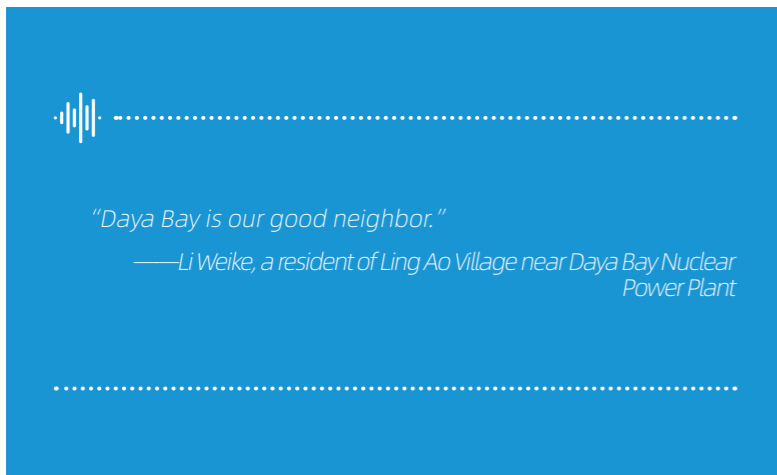 “Daya Bay is our good neighbor.”
——Li Weike, a resident of Ling Ao Village near Daya Bay Nuclear
Power Plant